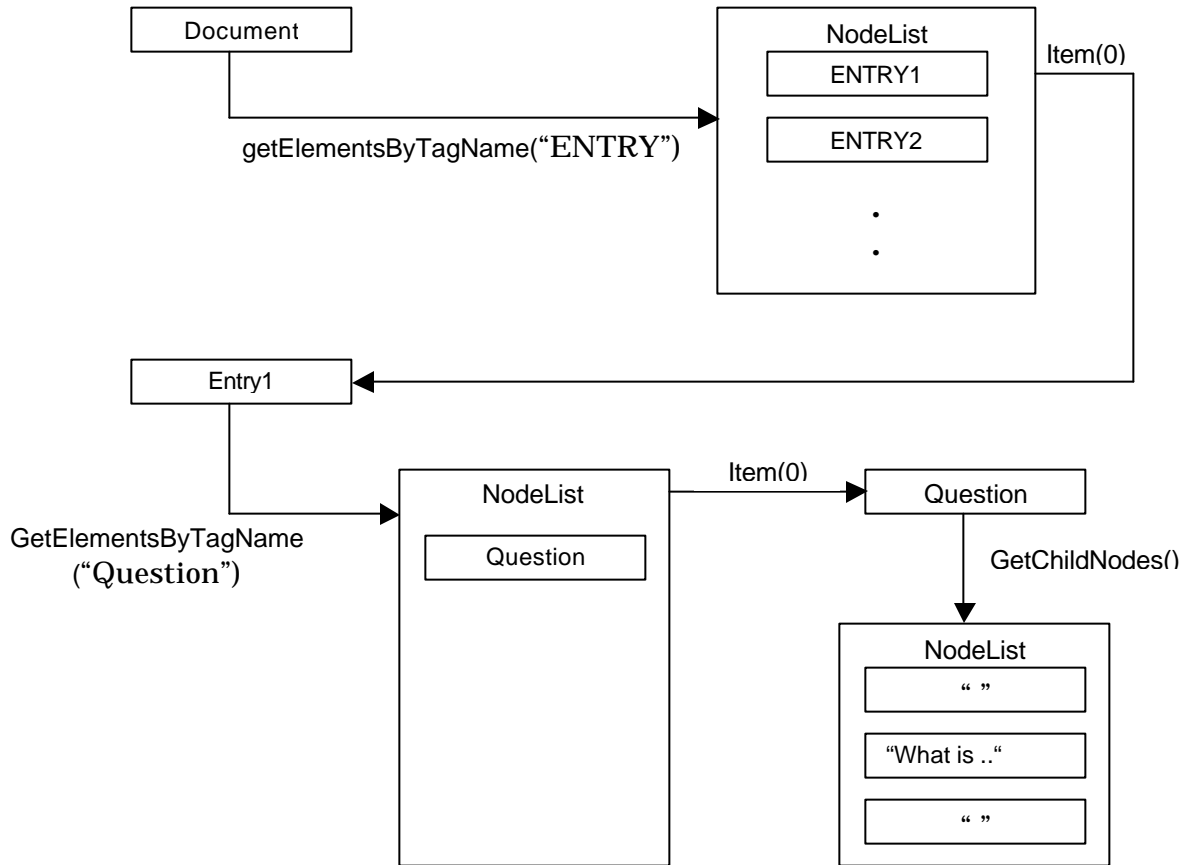 Document
NodeList
Item(0)
ENTRY1
getElementsByTagName(“ENTRY”)
ENTRY2
.
.
Entry1
NodeList
Item(0)
Question
GetElementsByTagName
(“Question”)
Question
GetChildNodes()
NodeList
“ ”
“What is ..“
“ ”